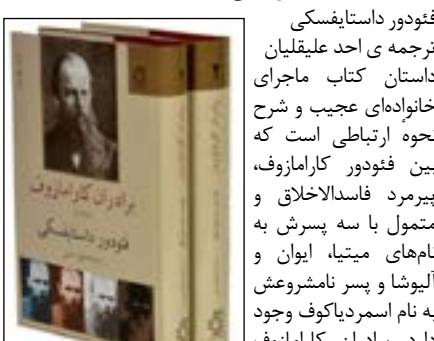 فئودور داستایفسکی
ترجمه ی احد علیقلیان
داستان کتاب ماجرای
خانواده‌ای عجیب و شرح
نحوهٔ ارتباطی است که
بین فئودور کارامازوف،
پیرمرد فاسدالاخلاق و
متمول با سه پسرش به
نام‌های میتیا، ایوان و
آلیوشا و پسر نامشروعش
به نام اسمردیاکوف وجود
برادران کارامازوف
فئودور داستایفسکی